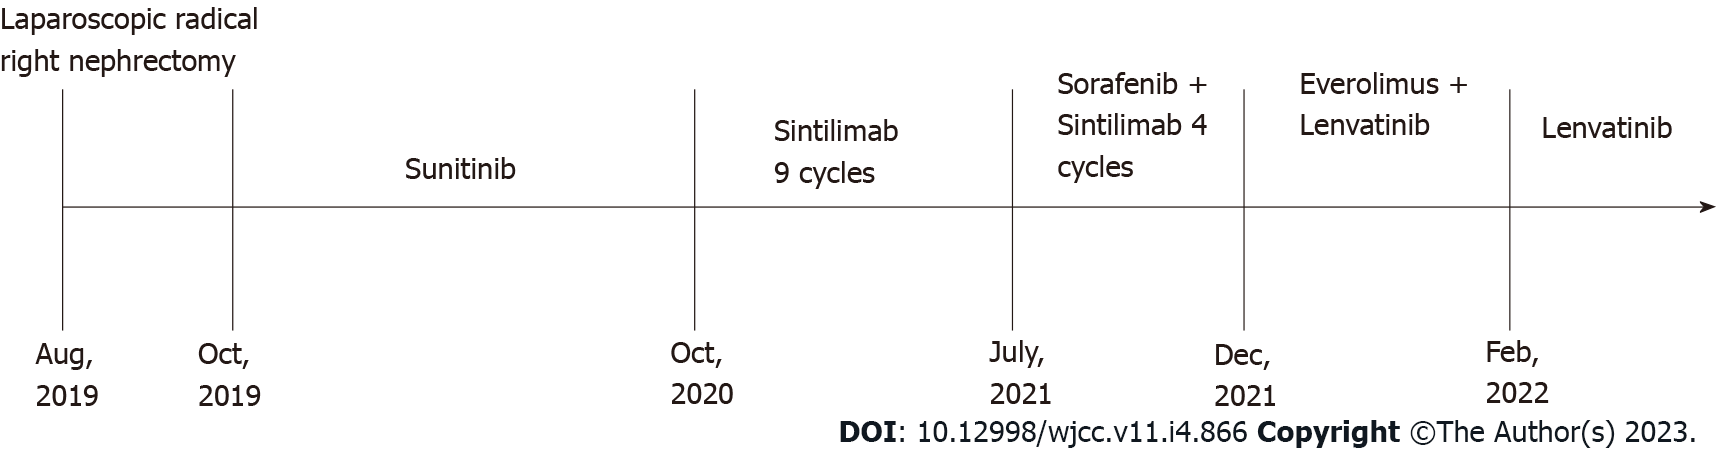 Laparoscopic radical
right nephrectomy
Sunitinib
Sintilimab
9 cycles
Sorafenib +
Sintilimab 4
cycles
Everolimus +
Lenvatinib
Lenvatinib
Aug,
2019
Oct,
2019
Oct,
2020
July,
2021
Dec,
2021
Feb,
2022
DOI: 10.12998/wjcc.v11.i4.866 Copyright ©The Author(s) 2023.